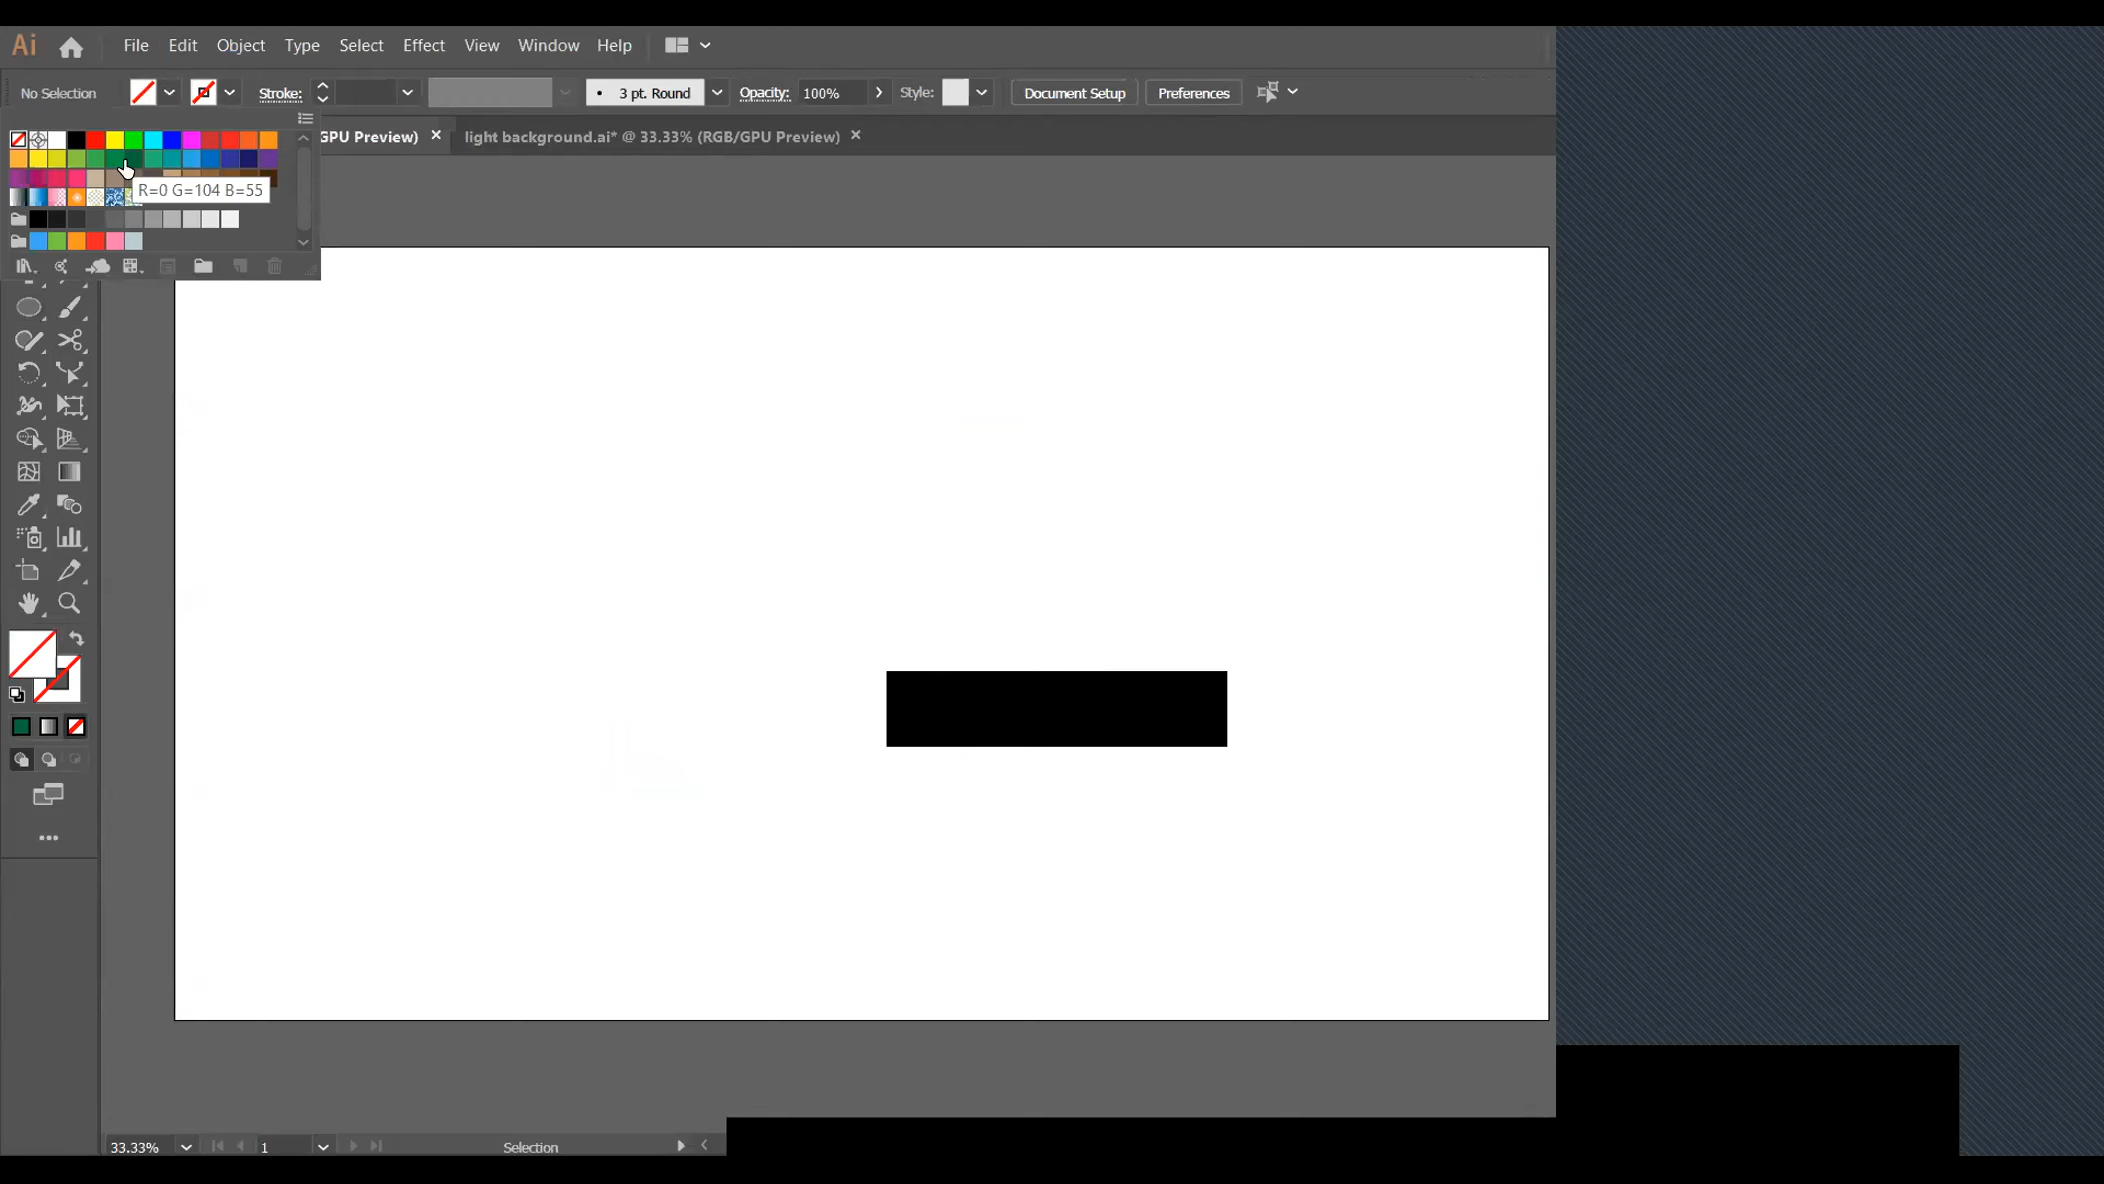 Ai File Edit Object Type Select Effect View Window Help
No Selection Stroke: • 3 pt. Round Opacity: 100% Style: Document Setup Preferences
GPU Preview) × light background.ai* @ 33.33% (RGB/GPU Preview) ×
R=0 G=104 B=55
33.33% 1 Selection